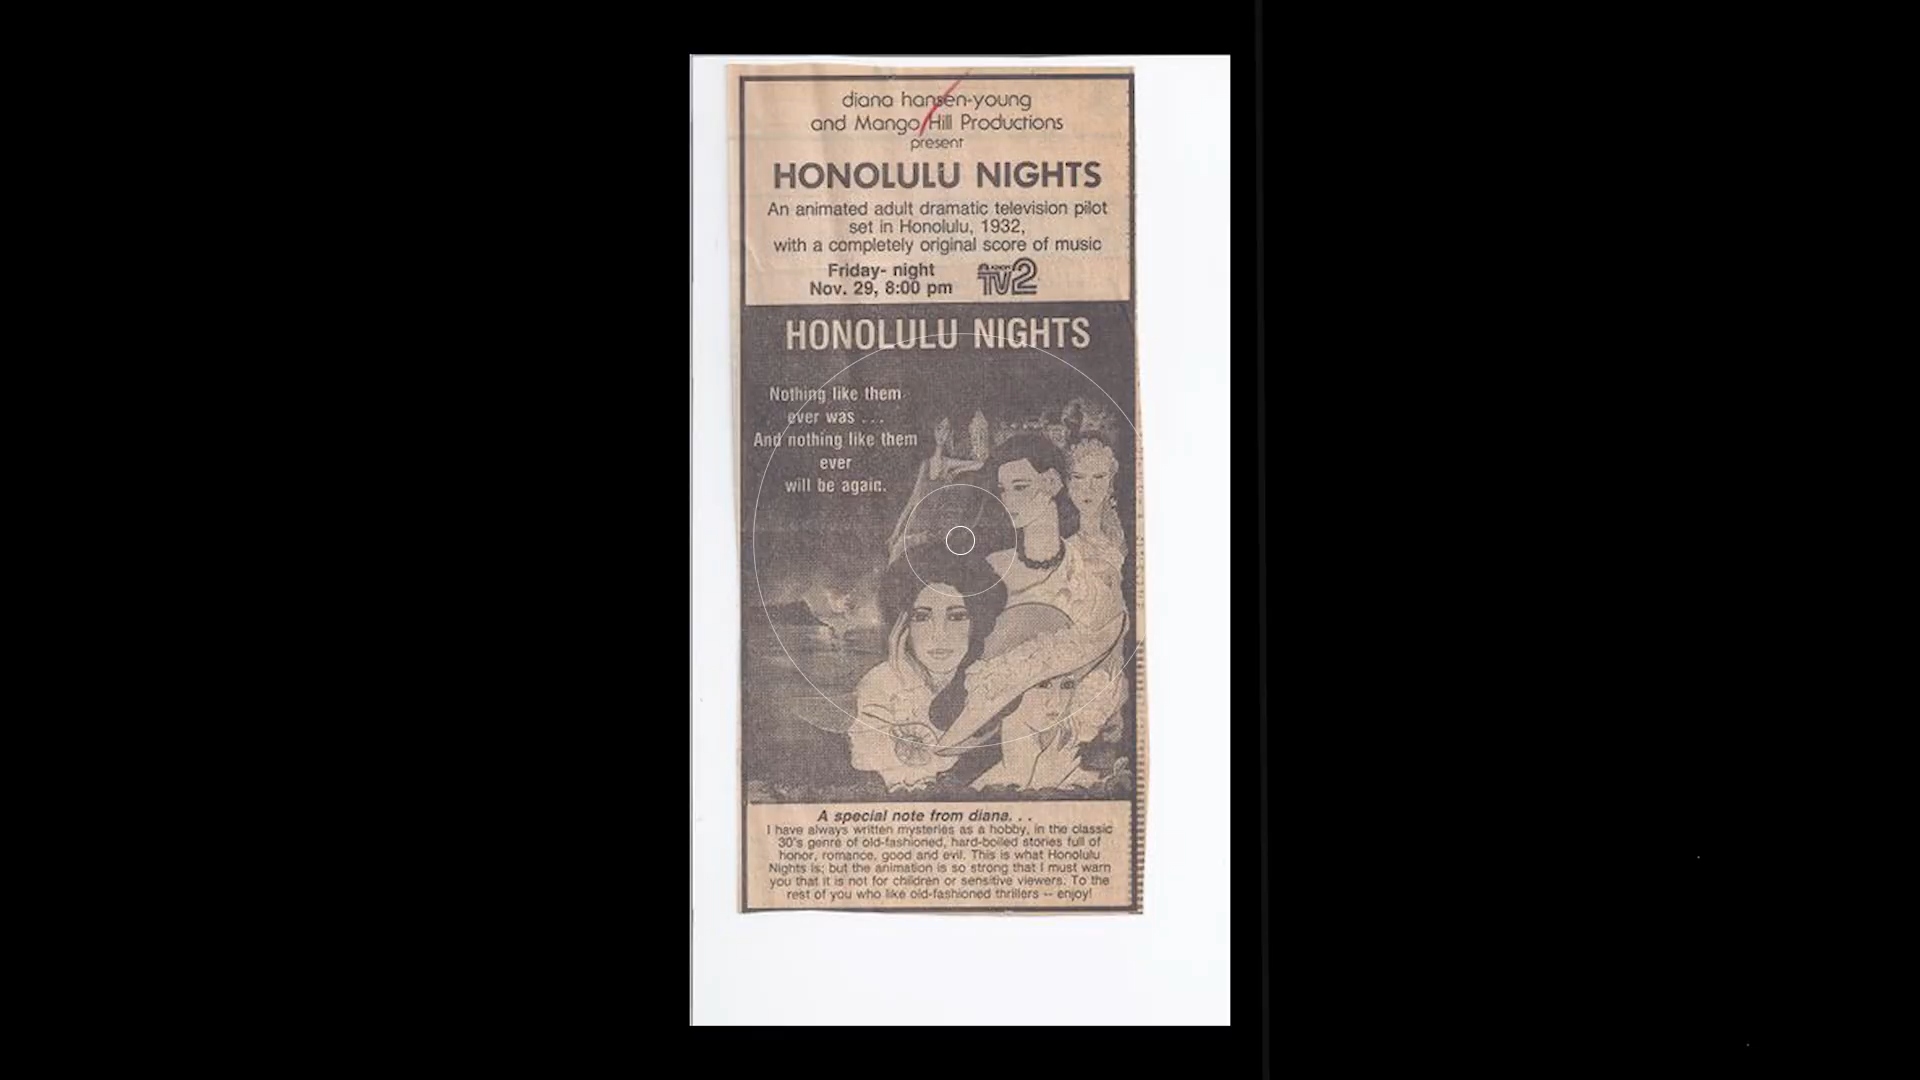 diana hansen-young
and Mango Hill Productions
present
HONOLULU NIGHTS
An animated adult dramatic television pilot
set in Honolulu, 1932,
with a completely original score of music
Friday- night
Nov. 29, 8:00 pm
TV2
HONOLULU NIGHTS
Nothing like them
ever was ...
And nothing like them
ever
will be again.
A special note from diana. . .
I have always written mysteries as a hobby, in the classic
30's genre of old-fashioned, hard-boiled stories full of
honor, romance, good and evil. This is what Honolulu
Nights is; but the animation is so strong that I must warn
you that it is not for children or sensitive viewers. To the
rest of you who like old-fashioned thrillers -- enjoy!